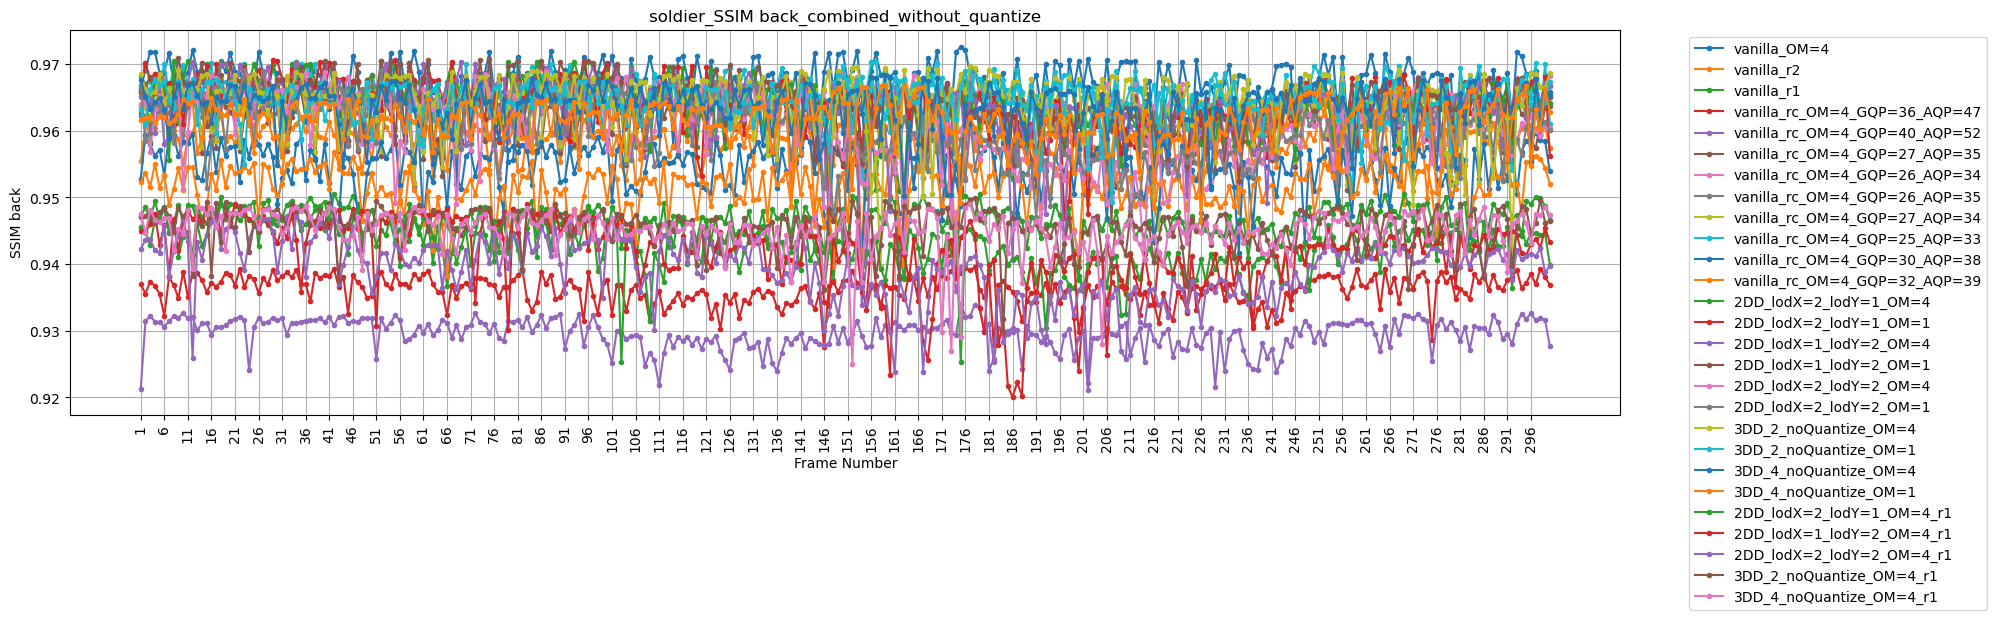 soldier_SSIM back_combined_without_quantize
SSIM back
0.97
0.96
0.95
0.94
0.93
0.92
1 6 11 16 21 26 31 36 41 46 51 56 61 66 71 76 81 86 91 96 101 106 111 116 121 126 131 136 141 146 151 156 161 166 171 176 181 186 191 196 201 206 211 216 221 226 231 236 241 246 251 256 261 266 271 276 281 286 291 296
Frame Number
vanilla_OM=4
vanilla_r2
vanilla_r1
vanilla_rc_OM=4_GQP=36_AQP=47
vanilla_rc_OM=4_GQP=40_AQP=52
vanilla_rc_OM=4_GQP=27_AQP=35
vanilla_rc_OM=4_GQP=26_AQP=34
vanilla_rc_OM=4_GQP=26_AQP=35
vanilla_rc_OM=4_GQP=27_AQP=34
vanilla_rc_OM=4_GQP=25_AQP=33
vanilla_rc_OM=4_GQP=30_AQP=38
vanilla_rc_OM=4_GQP=32_AQP=39
2DD_lodX=2_lodY=1_OM=4
2DD_lodX=2_lodY=1_OM=1
2DD_lodX=1_lodY=2_OM=4
2DD_lodX=1_lodY=2_OM=1
2DD_lodX=2_lodY=2_OM=4
2DD_lodX=2_lodY=2_OM=1
3DD_2_noQuantize_OM=4
3DD_2_noQuantize_OM=1
3DD_4_noQuantize_OM=4
3DD_4_noQuantize_OM=1
2DD_lodX=2_lodY=1_OM=4_r1
2DD_lodX=1_lodY=2_OM=4_r1
2DD_lodX=2_lodY=2_OM=4_r1
3DD_2_noQuantize_OM=4_r1
3DD_4_noQuantize_OM=4_r1